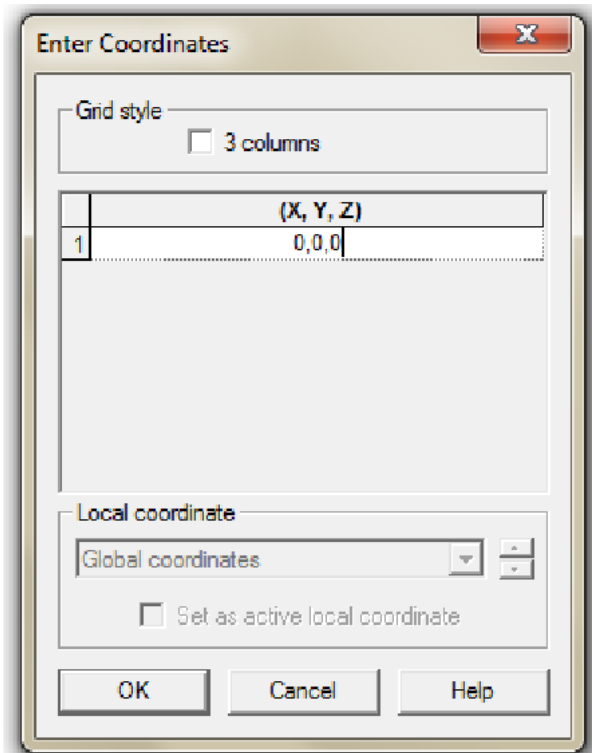 Enter Coordinates
Grid style
3 columns
(X, Y, Z)
1 0,0,0
Local coordinate
Global coordinates
Set as active local coordinate
OK Cancel Help